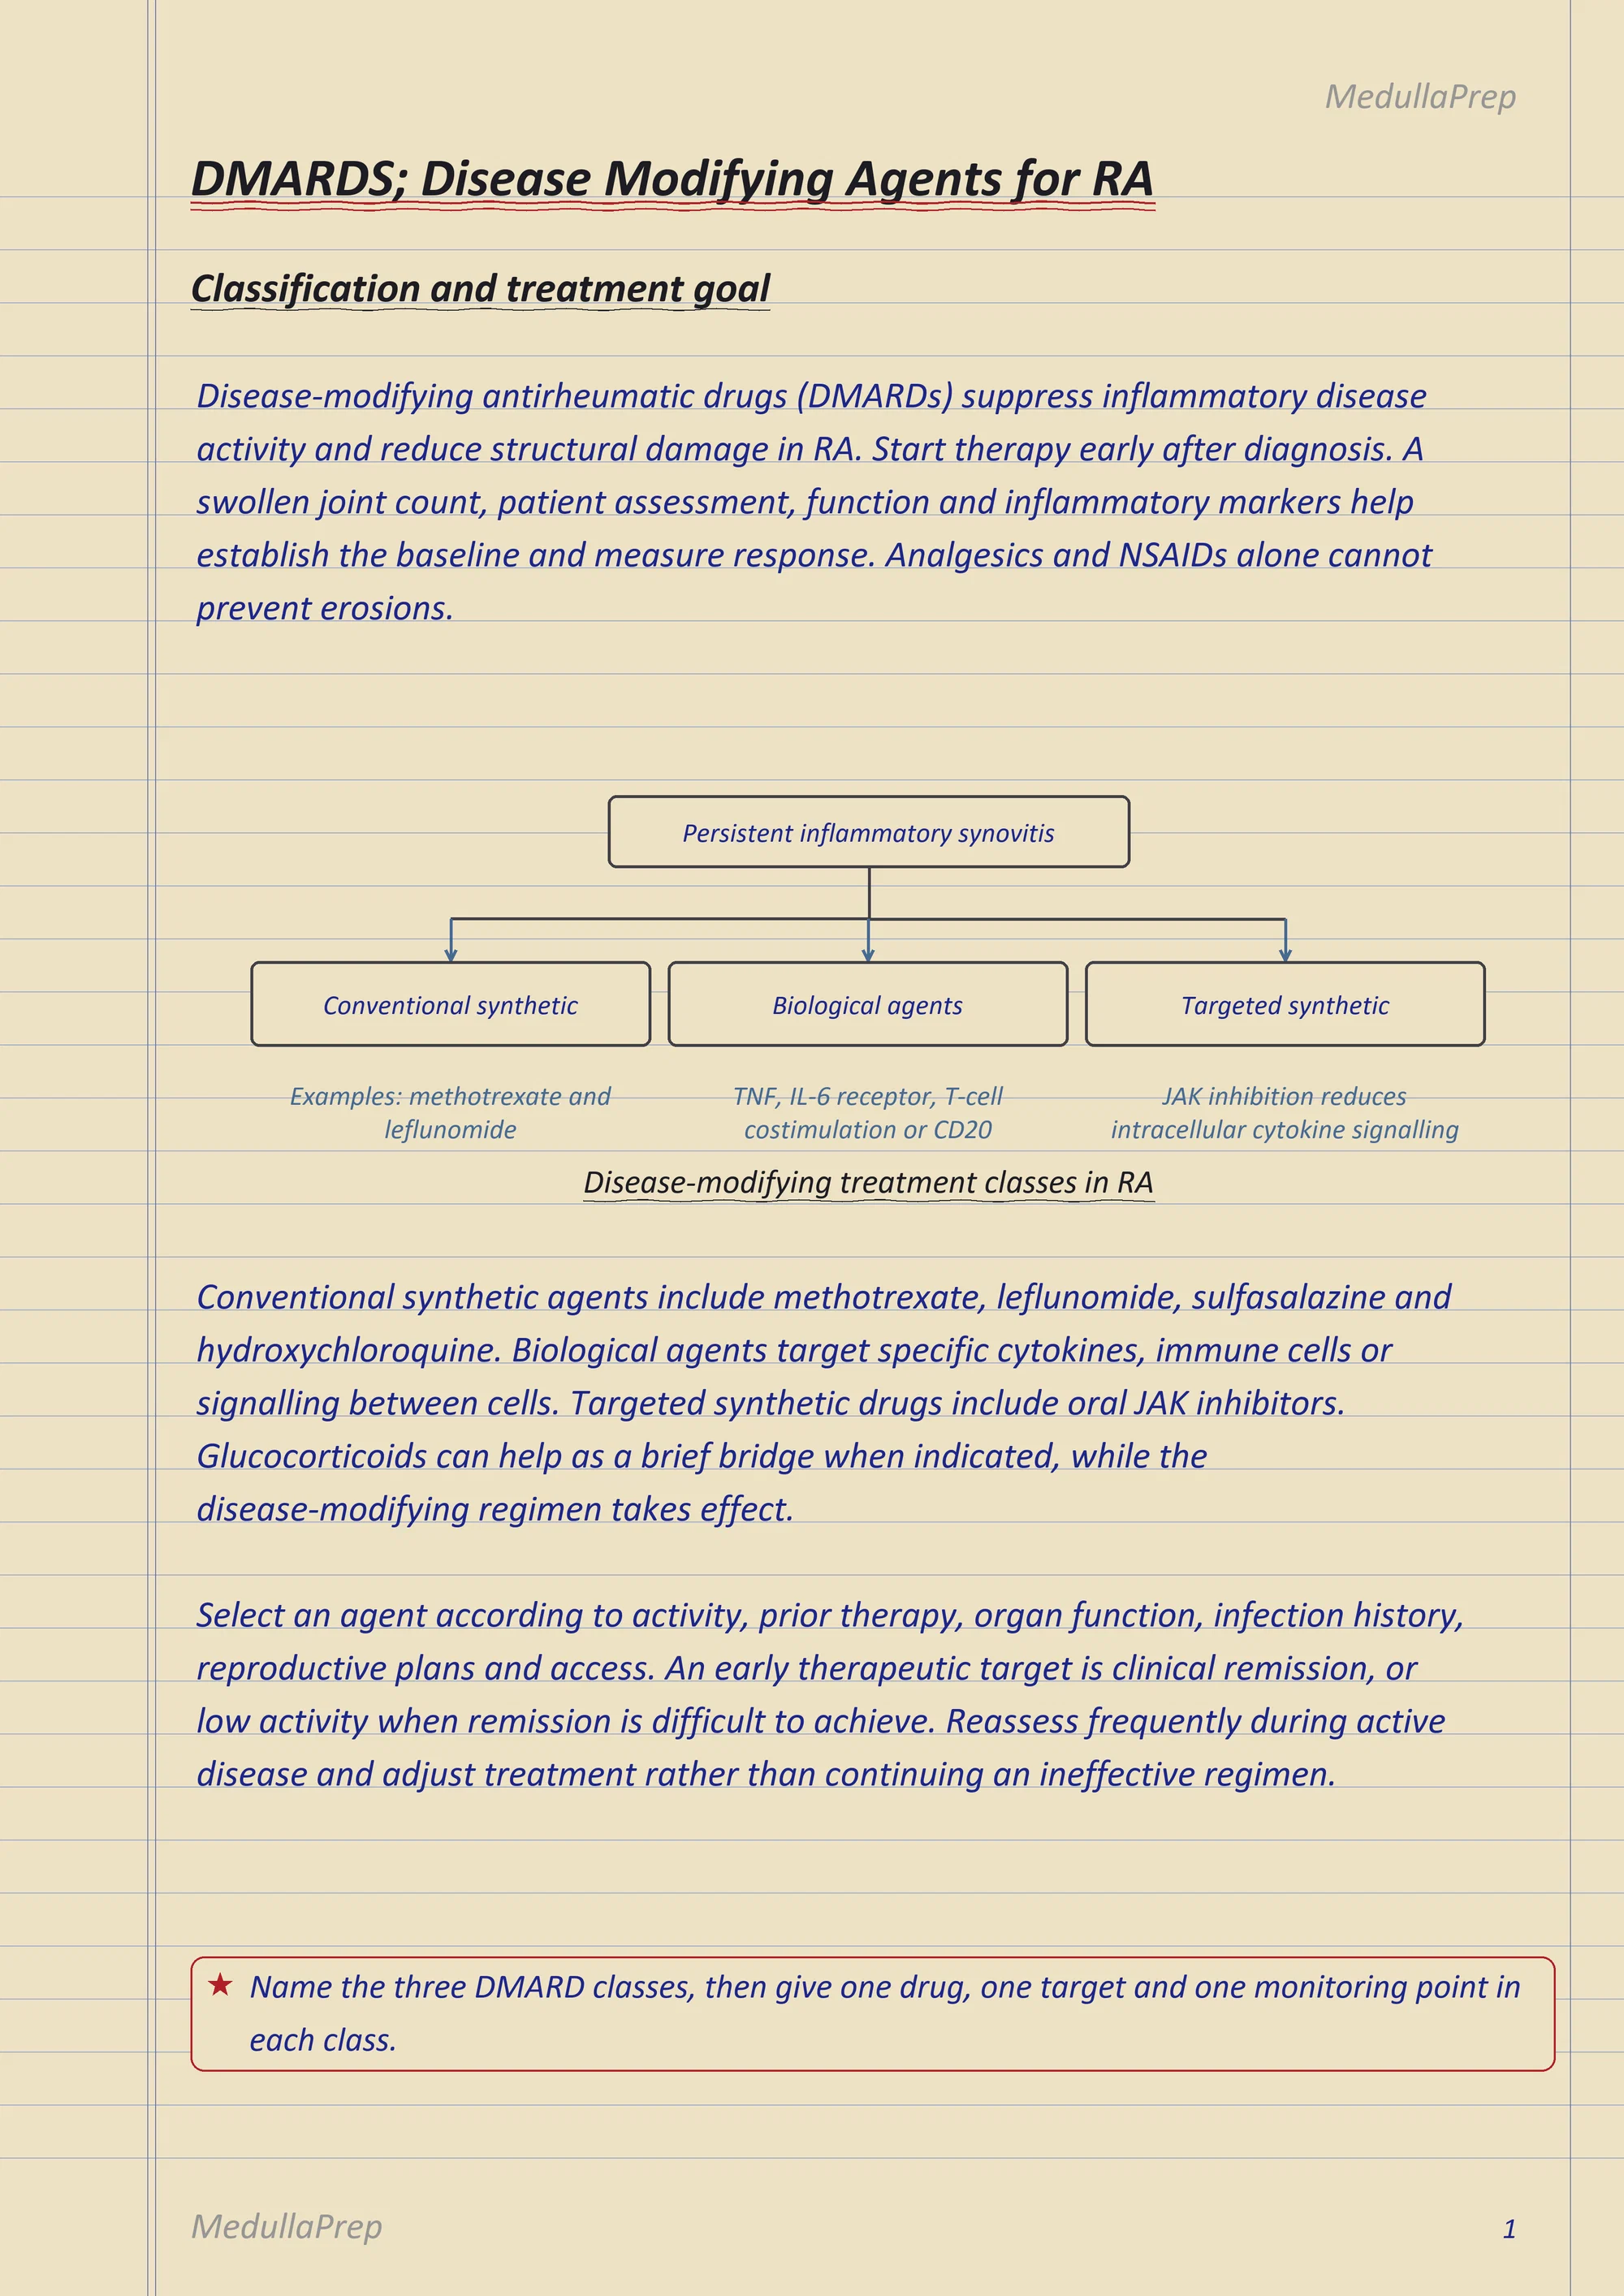 MedullaPrep
DMARDS; Disease Modifying Agents for RA
Classification and treatment goal
Disease-modifying antirheumatic drugs (DMARDs) suppress inflammatory disease
activity and reduce structural damage in RA. Start therapy early after diagnosis. A
swollen joint count, patient assessment, function and inflammatory markers help
establish the baseline and measure response. Analgesics and NSAIDs alone cannot
prevent erosions.
Persistent inflammatory synovitis
Conventional synthetic
Biological agents
Targeted synthetic
Examples: methotrexate and
leflunomide
TNF, IL-6 receptor, T-cell
costimulation or CD20
JAK inhibition reduces
intracellular cytokine signalling
Disease-modifying treatment classes in RA
Conventional synthetic agents include methotrexate, leflunomide, sulfasalazine and
hydroxychloroquine. Biological agents target specific cytokines, immune cells or
signalling between cells. Targeted synthetic drugs include oral JAK inhibitors.
Glucocorticoids can help as a brief bridge when indicated, while the
disease-modifying regimen takes effect.
Select an agent according to activity, prior therapy, organ function, infection history,
reproductive plans and access. An early therapeutic target is clinical remission, or
low activity when remission is difficult to achieve. Reassess frequently during active
disease and adjust treatment rather than continuing an ineffective regimen.
★ Name the three DMARD classes, then give one drug, one target and one monitoring point in
each class.
MedullaPrep
1